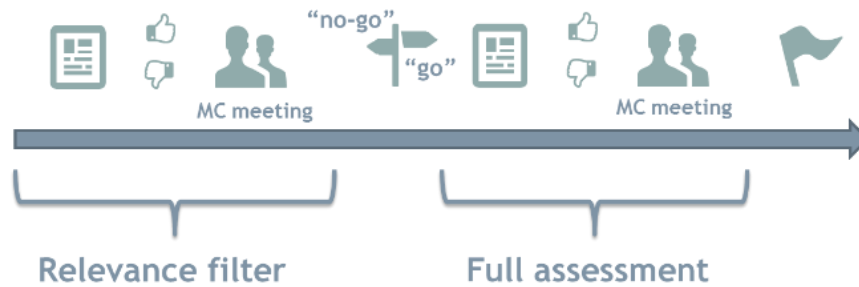 “no-go”
“go”
MC meeting
MC meeting
Relevance filter
Full assessment